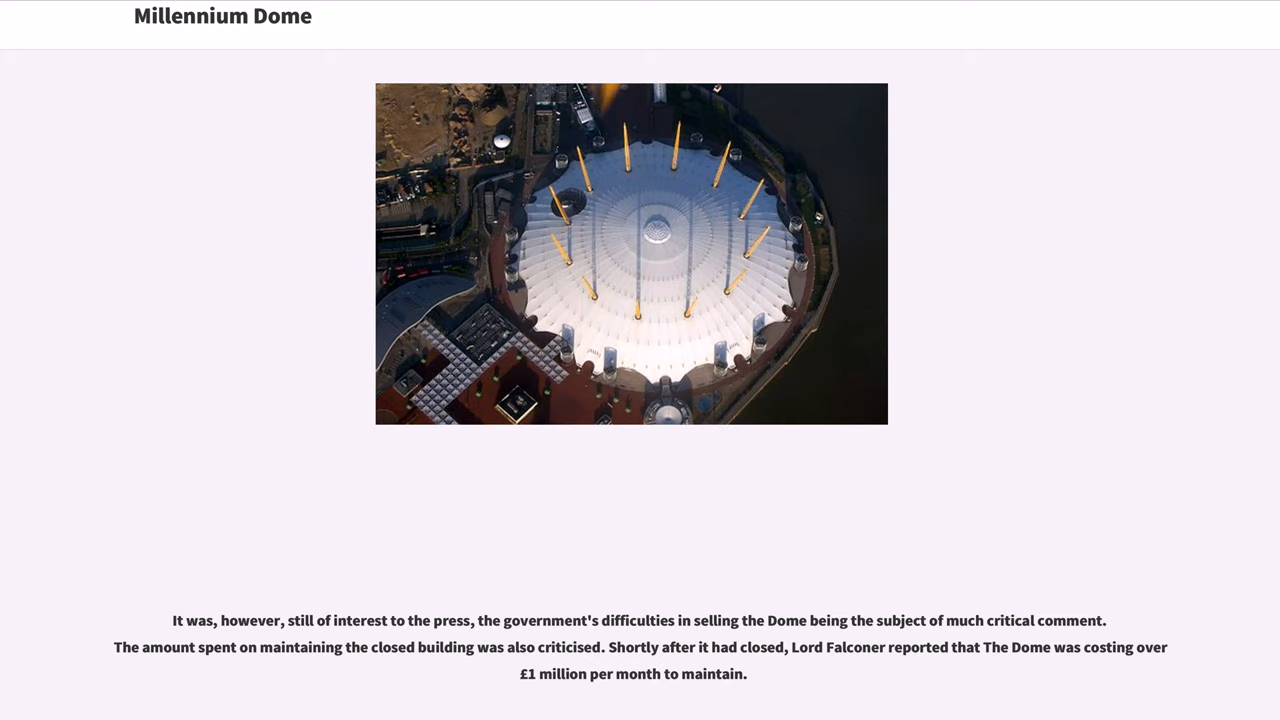 Millennium Dome
It was, however, still of interest to the press, the government's difficulties in selling the Dome being the subject of much critical comment.
The amount spent on maintaining the closed building was also criticised. Shortly after it had closed, Lord Falconer reported that The Dome was costing over
£1 million per month to maintain.